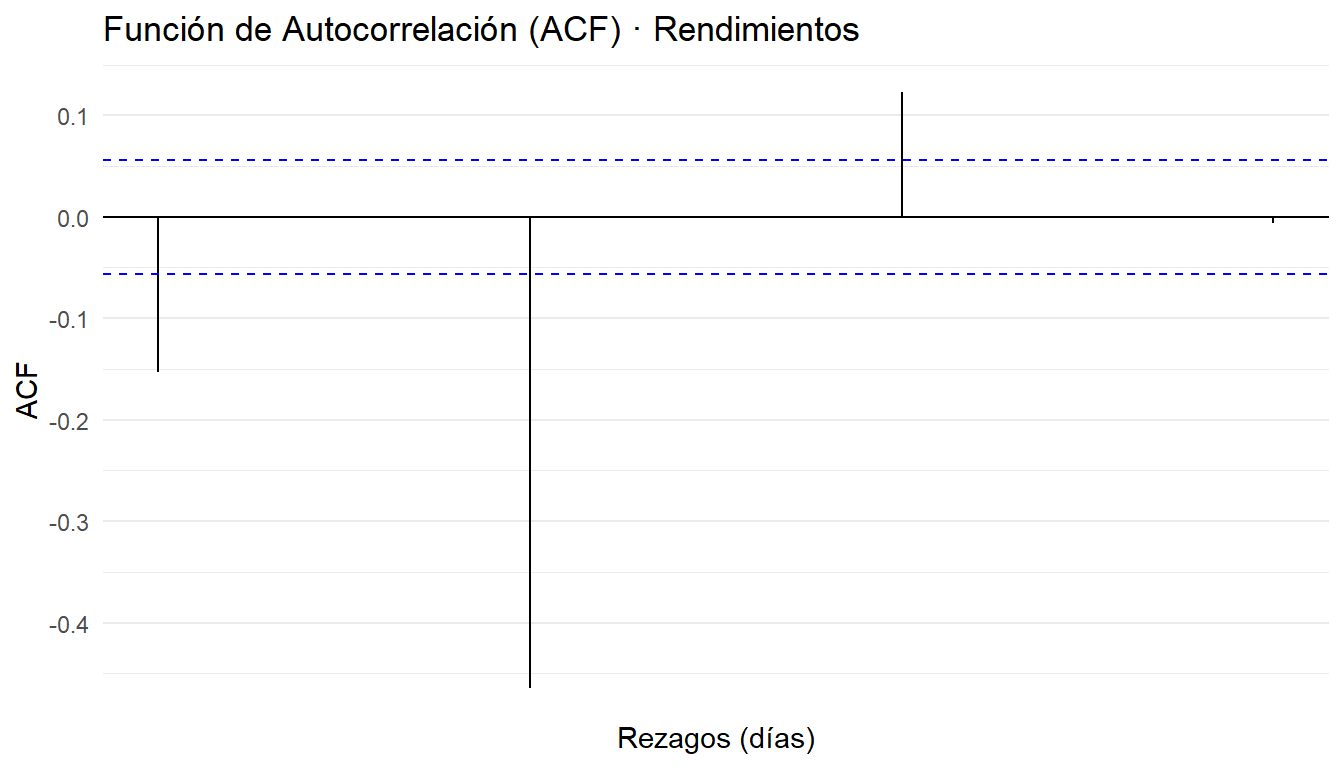 Función de Autocorrelación (ACF) · Rendimientos
0.1
0.0
-0.1
-0.2
-0.3
-0.4
ACF
Rezagos (días)